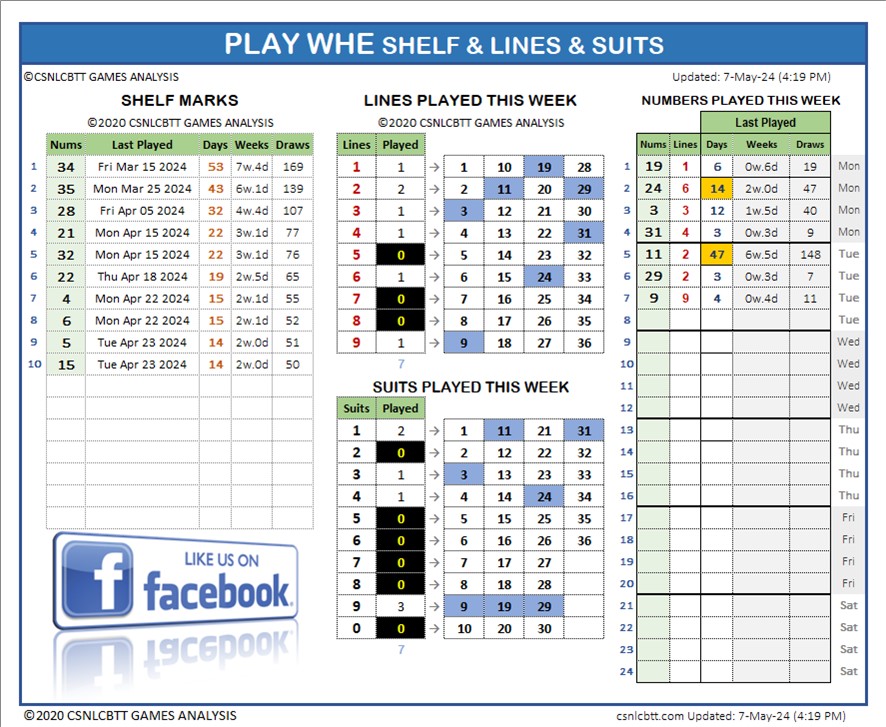 PLAY WHE SHELF & LINES & SUITS
©CSNLCBTT GAMES ANALYSIS
Updated: 7-May-24 (4:19 PM)
SHELF MARKS
©2020 CSNLCBTT GAMES ANALYSIS
Nums Last Played Days Weeks Draws
1 34 Fri Mar 15 2024 53 7w.4d 169
2 35 Mon Mar 25 2024 43 6w.1d 139
3 28 Fri Apr 05 2024 32 4w.4d 107
4 21 Mon Apr 15 2024 22 3w.1d 77
5 32 Mon Apr 15 2024 22 3w.1d 76
6 22 Thu Apr 18 2024 19 2w.5d 65
7 4 Mon Apr 22 2024 15 2w.1d 55
8 6 Mon Apr 22 2024 15 2w.1d 52
9 5 Tue Apr 23 2024 14 2w.0d 51
10 15 Tue Apr 23 2024 14 2w.0d 50
LIKE US ON
facebook.
LINES PLAYED THIS WEEK
©2020 CSNLCBTT GAMES ANALYSIS
Lines Played
1 1 → 1 10 19 28
2 2 → 2 11 20 29
3 1 → 3 12 21 30
4 1 → 4 13 22 31
5 0 → 5 14 23 32
6 1 → 6 15 24 33
7 0 → 7 16 25 34
8 0 → 8 17 26 35
9 1 → 9 18 27 36
7
SUITS PLAYED THIS WEEK
Suits Played
1 2 → 1 11 21 31
2 0 → 2 12 22 32
3 1 → 3 13 23 33
4 1 → 4 14 24 34
5 0 → 5 15 25 35
6 0 → 6 16 26 36
7 0 → 7 17 27
8 0 → 8 18 28
9 3 → 9 19 29
0 0 → 10 20 30
7
NUMBERS PLAYED THIS WEEK
Last Played
Nums Lines Days Weeks Draws
1 19 1 6 0w.6d 19 Mon
2 24 6 14 2w.0d 47 Mon
3 3 3 12 1w.5d 40 Mon
4 31 4 3 0w.3d 9 Mon
5 11 2 47 6w.5d 148 Tue
6 29 2 3 0w.3d 7 Tue
7 9 9 4 0w.4d 11 Tue
8 Tue
9 Wed
10 Wed
11 Wed
12 Wed
13 Thu
14 Thu
15 Thu
16 Thu
17 Fri
18 Fri
19 Fri
20 Fri
21 Sat
22 Sat
23 Sat
24 Sat
©2020 CSNLCBTT GAMES ANALYSIS
csnlcbtt.com Updated: 7-May-24 (4:19 PM)